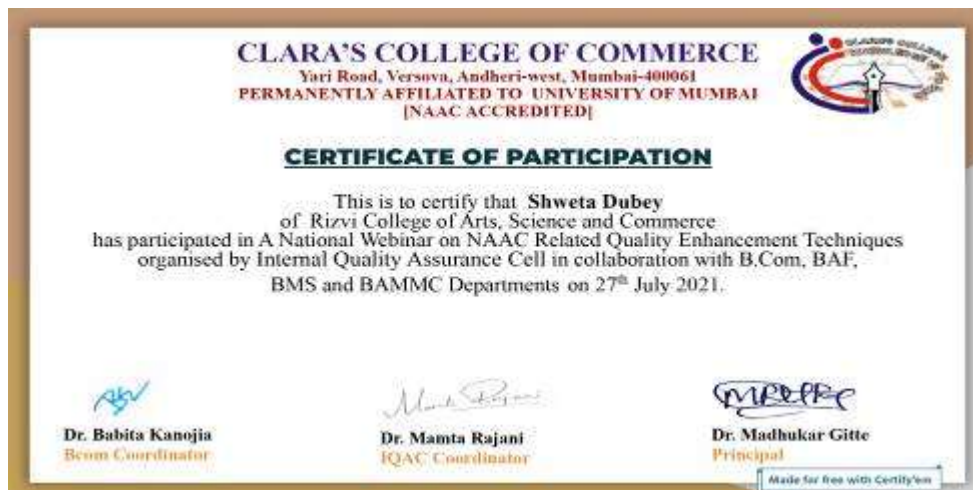 CLARA'S COLLEGE OF COMMERCE
Yari Road, Versova, Andheri-west, Mumbai-400061
PERMANENTLY AFFILIATED TO UNIVERSITY OF MUMBAI
[NAAC ACCREDITED]
CERTIFICATE OF PARTICIPATION
This is to certify that Shweta Dubey
of Rizvi College of Arts, Science and Commerce
has participated in A National Webinar on NAAC Related Quality Enhancement Techniques
organised by Internal Quality Assurance Cell in collaboration with B.Com, BAF,
BMS and BAMMC Departments on 27th July 2021.
Dr. Babita Kanojia
Bcom Coordinator
Dr. Mamta Rajani
IQAC Coordinator
Dr. Madhukar Gitte
Principal
Made for free with Certify'em